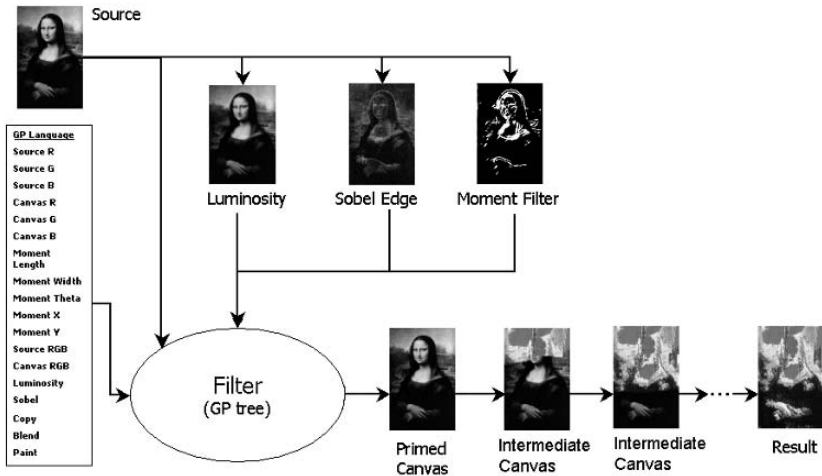 Source
GP Language
Source R
Source G
Source B
Canvas R
Canvas G
Canvas B
Moment
Length
Moment Width
Moment Theta
Moment X
Moment Y
Source RGB
Canvas RGB
Luminosity
Sobel
Copy
Blend
Paint
Luminosity
Sobel Edge
Moment Filter
Filter
(GP tree)
Primed
Canvas
Intermediate
Canvas
Intermediate
Canvas
Result